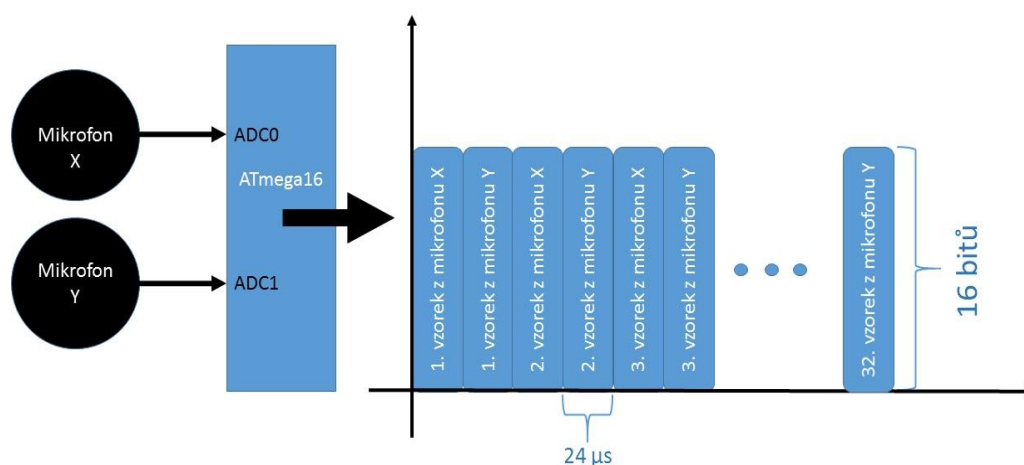 Mikrofon
X
ADC0
ATmega16
Mikrofon
Y
ADC1
1. vzorek z mikrofonu X
1. vzorek z mikrofonu Y
2. vzorek z mikrofonu X
2. vzorek z mikrofonu Y
3. vzorek z mikrofonu X
3. vzorek z mikrofonu Y
32. vzorek z mikrofonu Y
16 bitů
24 µs